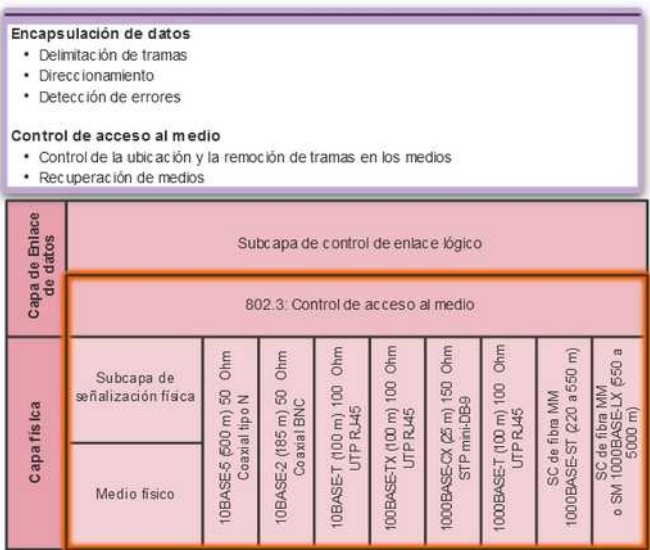 Encapsulación de datos
• Delimitación de tramas
• Direccionamiento
• Detección de errores
Control de acceso al medio
• Control de la ubicación y la remoción de tramas en los medios
• Recuperación de medios
Capa de Enlace
de datos
Subcapa de control de enlace lógico
802.3: Control de acceso al medio
Capa física
Subcapa de
señalización física
Medio físico
10BASE-5 (500 m) 50 Ohm
Coaxial tipo N
10BASE-2 (185 m) 50 Ohm
Coaxial BNC
10BASE-T (100 m) 100 Ohm
UTP RJ45
100BASE-TX (100 m) 100 Ohm
UTP RJ45
1000BASE-CX (25 m) 150 Ohm
STP mini-DB-9
1000BASE-T (100 m) 100 Ohm
UTP RJ45
SC de fibra MM
1000BASE-ST (220 a 550 m)
SC de fibra MM
o SM 1000BASE-LX (550 a
5000 m)